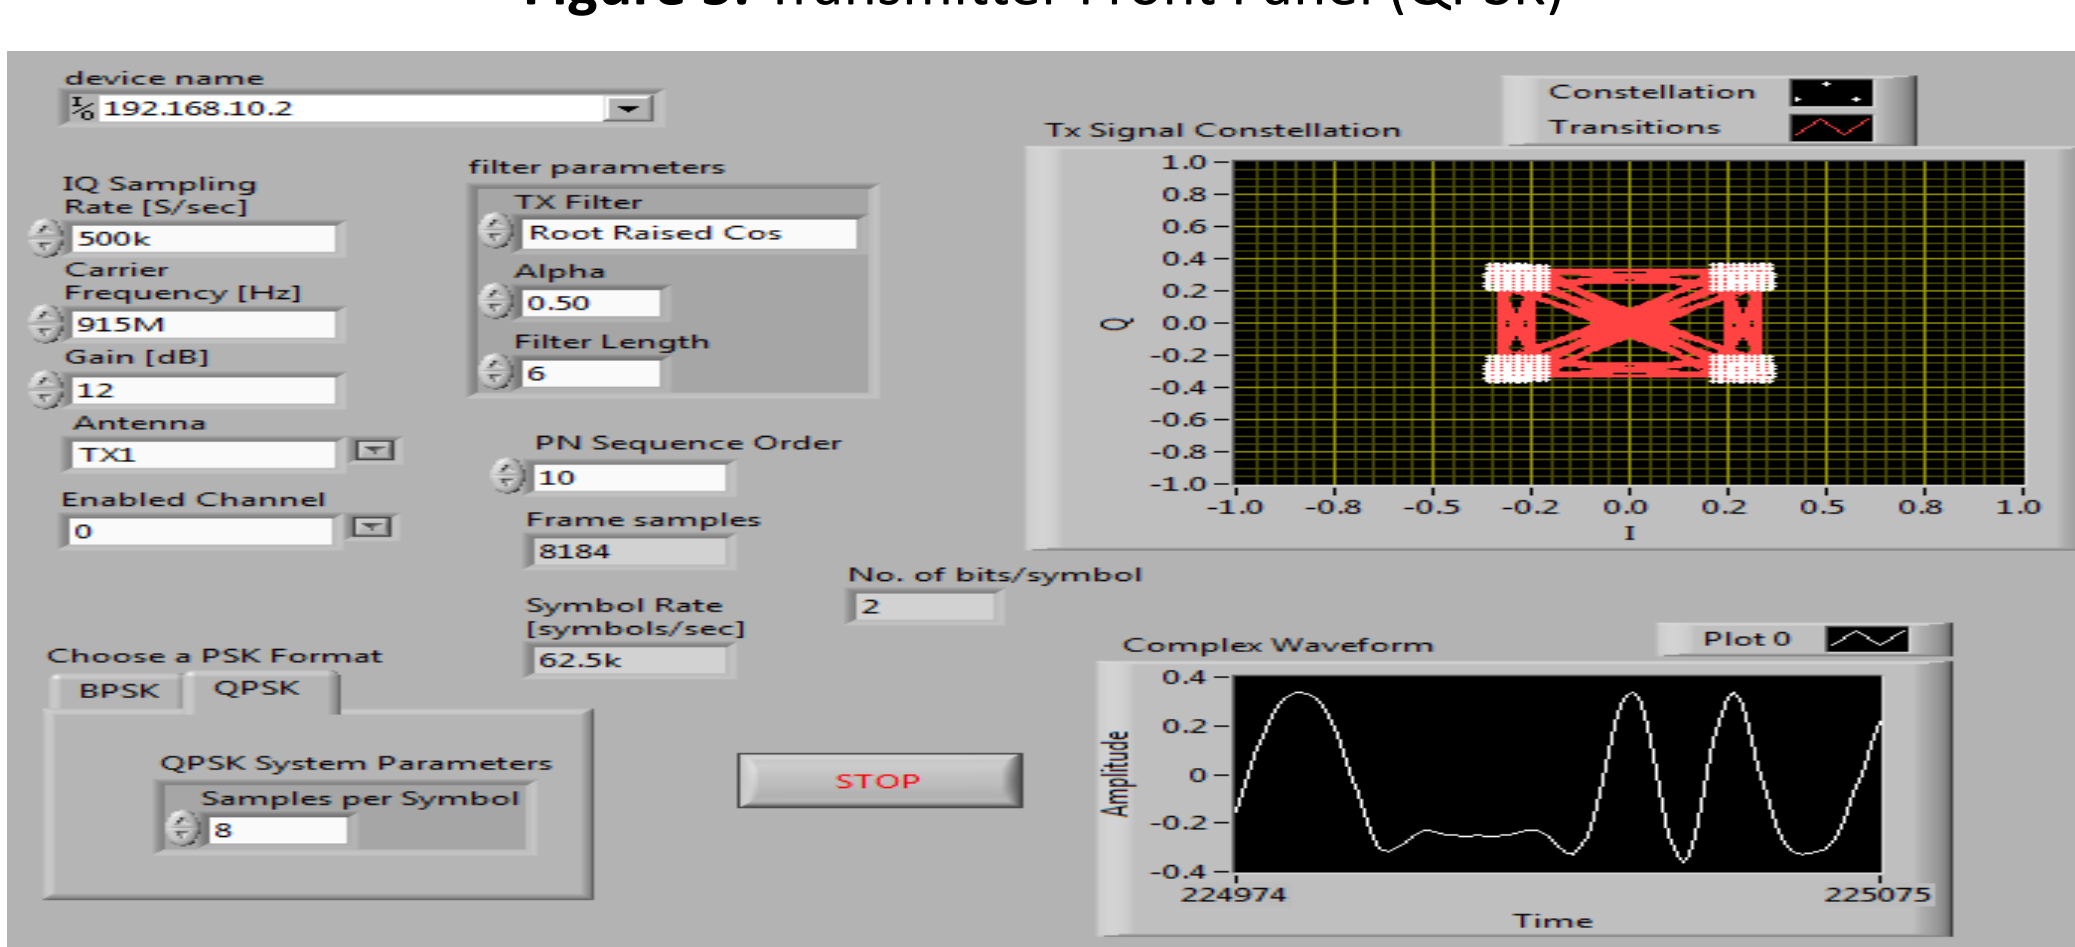 Figure 5. Transmitter Front Panel (QPSK)
device name
192.168.10.2
IQ Sampling
Rate [S/sec]
500k
Carrier
Frequency [Hz]
915M
Gain [dB]
12
Antenna
TX1
Enabled Channel
0
filter parameters
TX Filter
Root Raised Cos
Alpha
0.50
Filter Length
6
PN Sequence Order
10
Frame samples
8184
Symbol Rate
[symbols/sec]
62.5k
No. of bits/symbol
2
Choose a PSK Format
BPSK QPSK
QPSK System Parameters
Samples per Symbol
8
STOP
Constellation
Transitions
Tx Signal Constellation
1.0
0.8
0.6
0.4
0.2
0.0
-0.2
-0.4
-0.6
-0.8
-1.0
Q
-1.0 -0.8 -0.5 -0.2 0.0 0.2 0.5 0.8 1.0
I
Complex Waveform
Plot 0
0.4
0.2
0
-0.2
-0.4
Amplitude
224974 225075
Time